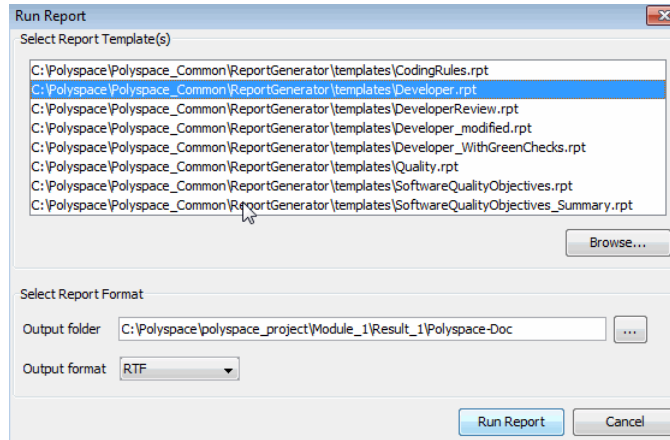 Run Report
Select Report Template(s)
C:\Polyspace\Polyspace_Common\ReportGenerator\templates\CodingRules.rpt
C:\Polyspace\Polyspace_Common\ReportGenerator\templates\Developer.rpt
C:\Polyspace\Polyspace_Common\ReportGenerator\templates\DeveloperReview.rpt
C:\Polyspace\Polyspace_Common\ReportGenerator\templates\Developer_modified.rpt
C:\Polyspace\Polyspace_Common\ReportGenerator\templates\Developer_WithGreenChecks.rpt
C:\Polyspace\Polyspace_Common\ReportGenerator\templates\Quality.rpt
C:\Polyspace\Polyspace_Common\ReportGenerator\templates\SoftwareQualityObjectives.rpt
C:\Polyspace\Polyspace_Common\ReportGenerator\templates\SoftwareQualityObjectives_Summary.rpt
Browse...
Select Report Format
Output folder C:\Polyspace\polyspace_project\Module_1\Result_1\Polyspace-Doc ...
Output format RTF
Run Report Cancel